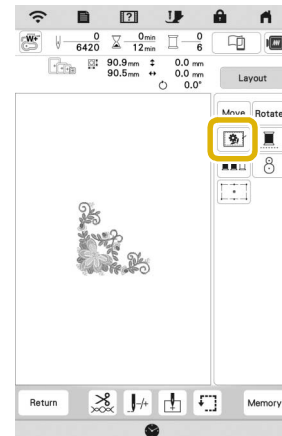 W+
0 0min 0
6420 12min 6
90.9mm 0.0 mm
90.5mm 0.0 mm
0.0°
Layout
Move Rotate
Return Memory